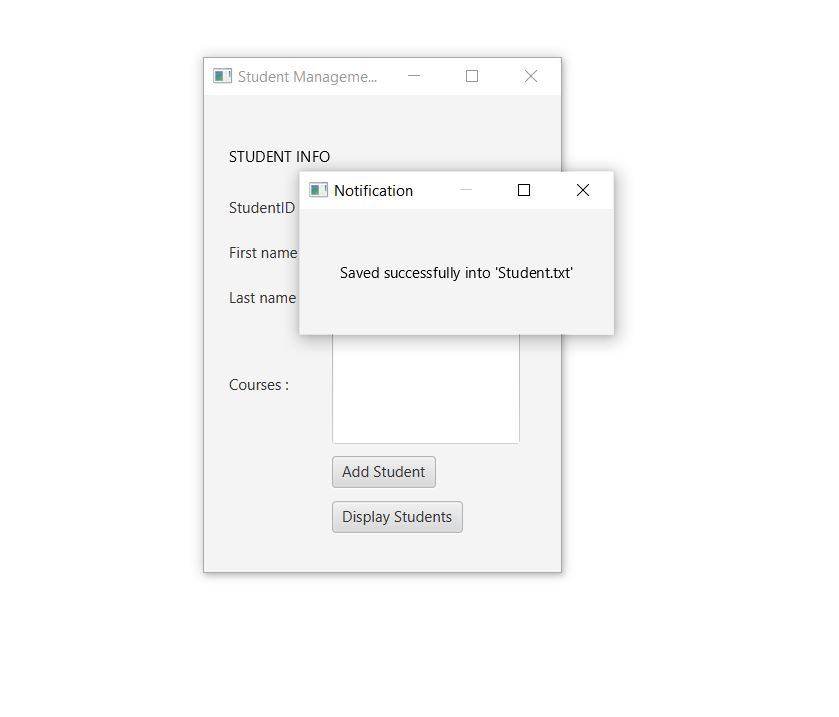 Student Manageme...
STUDENT INFO
Notification
StudentID
First name
Saved successfully into 'Student.txt'
Last name
Courses :
Add Student
Display Students